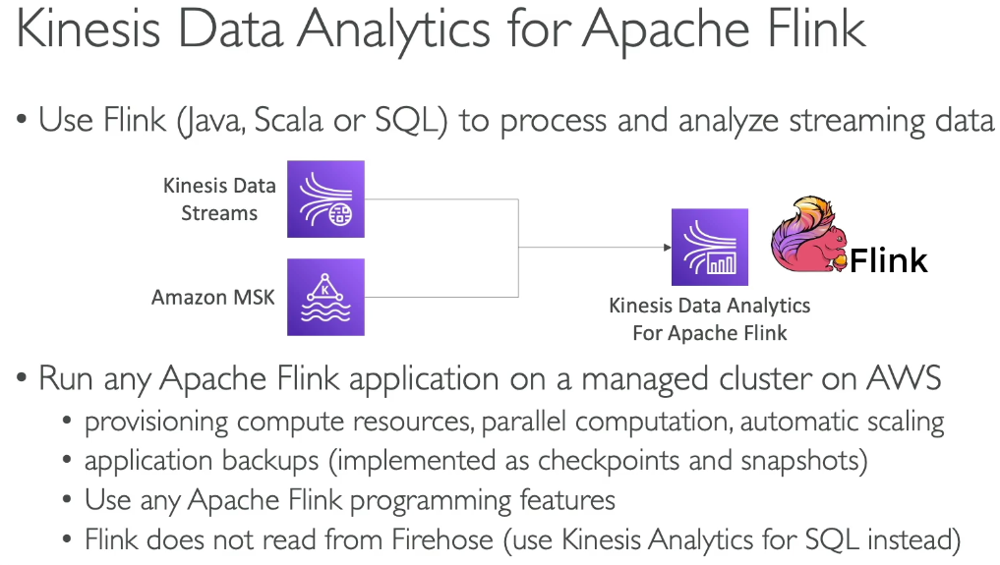 Kinesis Data Analytics for Apache Flink
• Use Flink (Java, Scala or SQL) to process and analyze streaming data
Kinesis Data
Streams
Amazon MSK
K
Flink
Kinesis Data Analytics
For Apache Flink
• Run any Apache Flink application on a managed cluster on AWS
• provisioning compute resources, parallel computation, automatic scaling
• application backups (implemented as checkpoints and snapshots)
• Use any Apache Flink programming features
• Flink does not read from Firehose (use Kinesis Analytics for SQL instead)